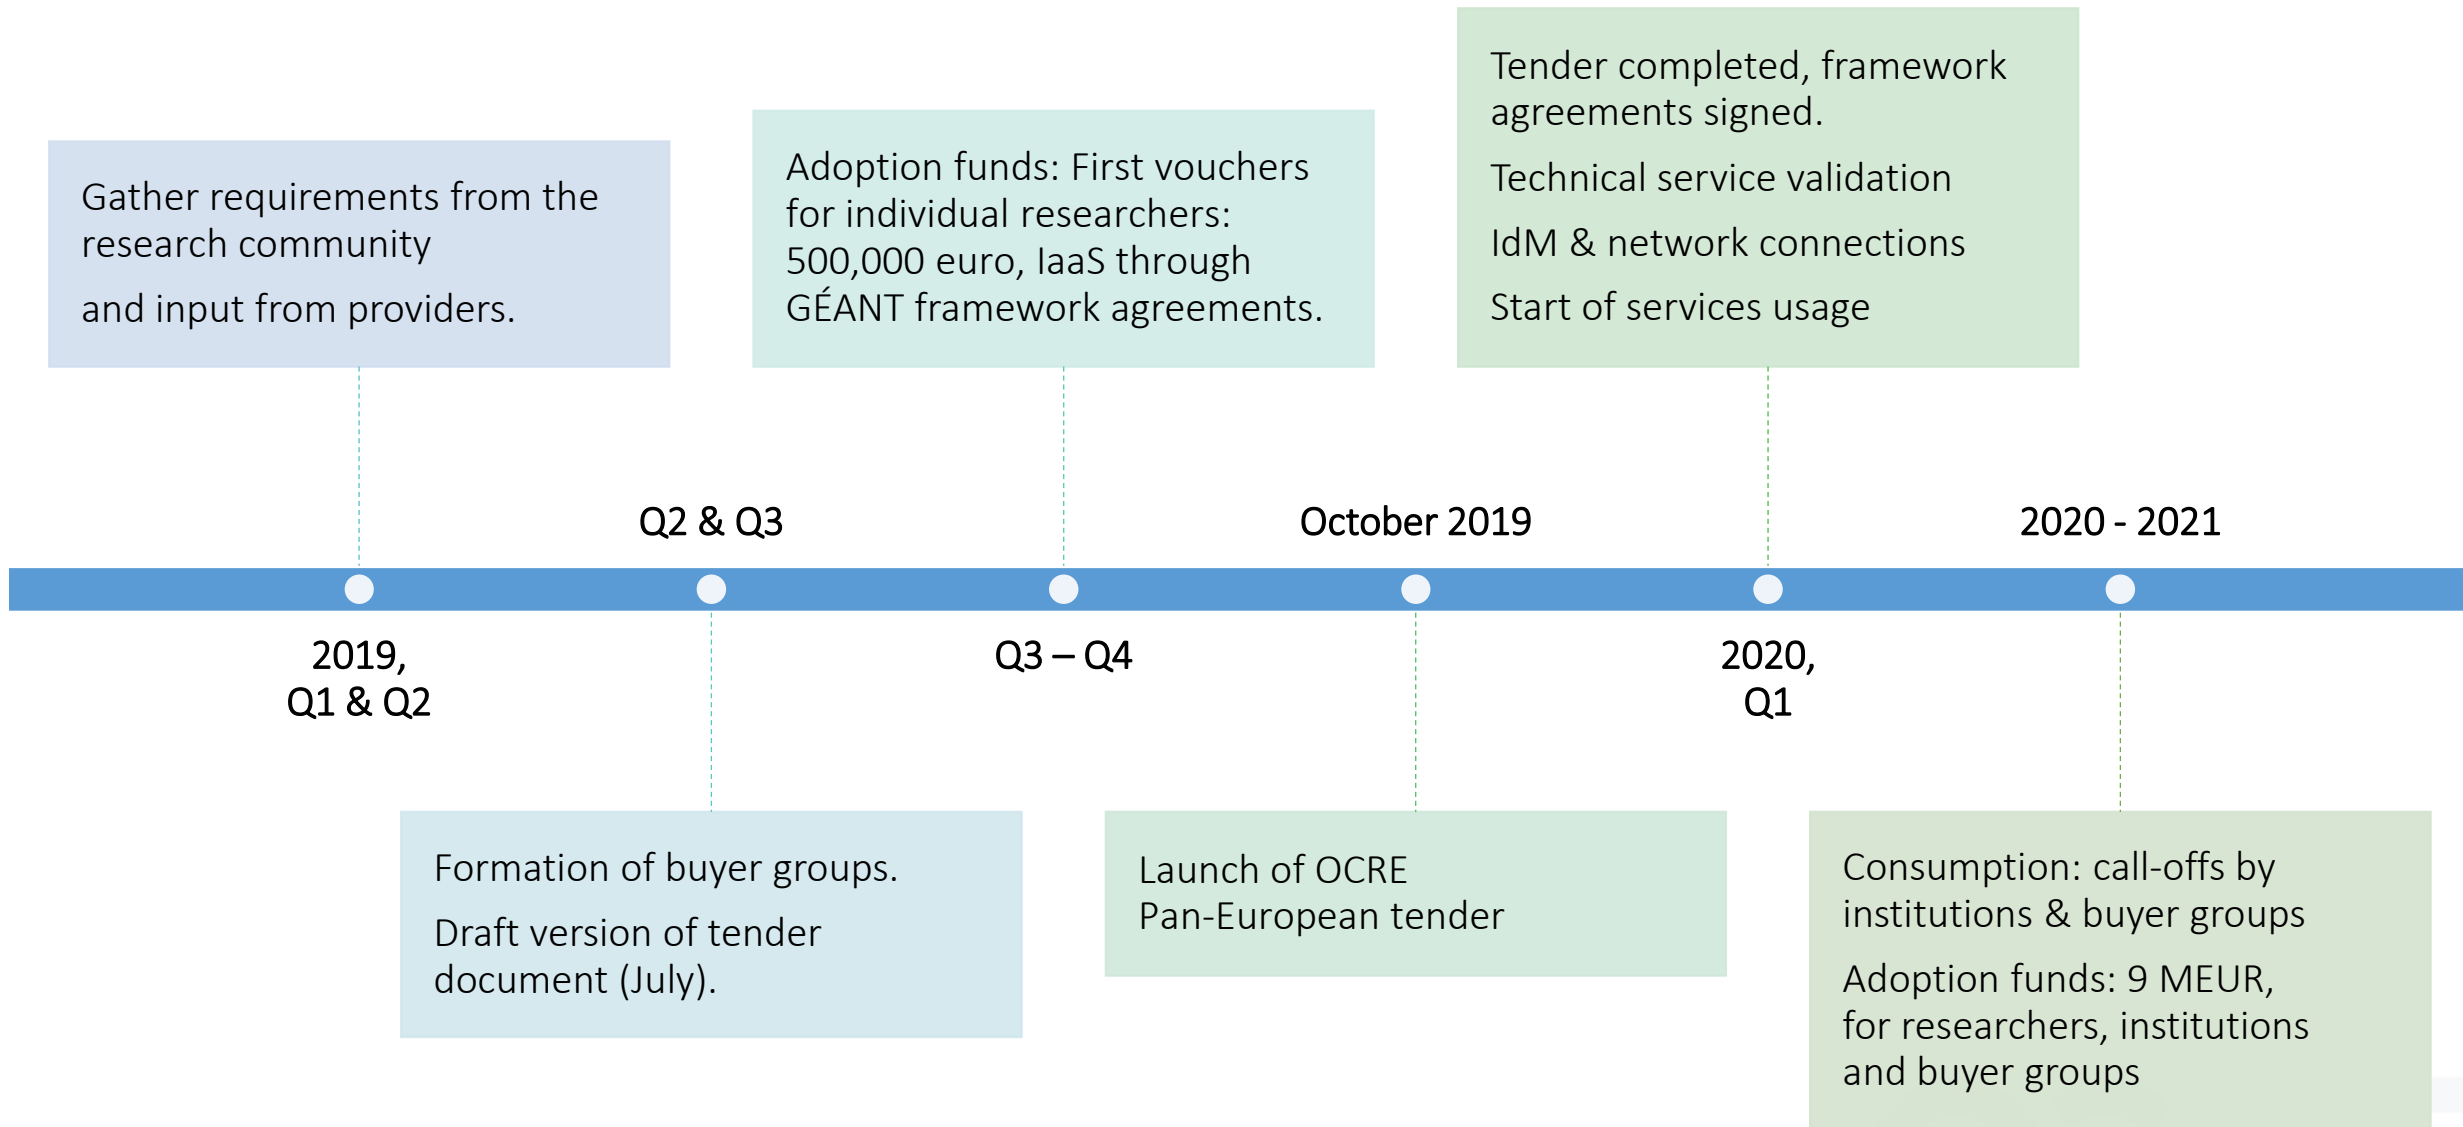 Gather requirements from the
research community
and input from providers.
2019,
Q1 & Q2
Q2 & Q3
Formation of buyer groups.
Draft version of tender
document (July).
Adoption funds: First vouchers
for individual researchers:
500,000 euro, IaaS through
GÉANT framework agreements.
Q3 – Q4
October 2019
Launch of OCRE
Pan-European tender
Tender completed, framework
agreements signed.
Technical service validation
IdM & network connections
Start of services usage
2020,
Q1
2020 - 2021
Consumption: call-offs by
institutions & buyer groups
Adoption funds: 9 MEUR,
for researchers, institutions
and buyer groups